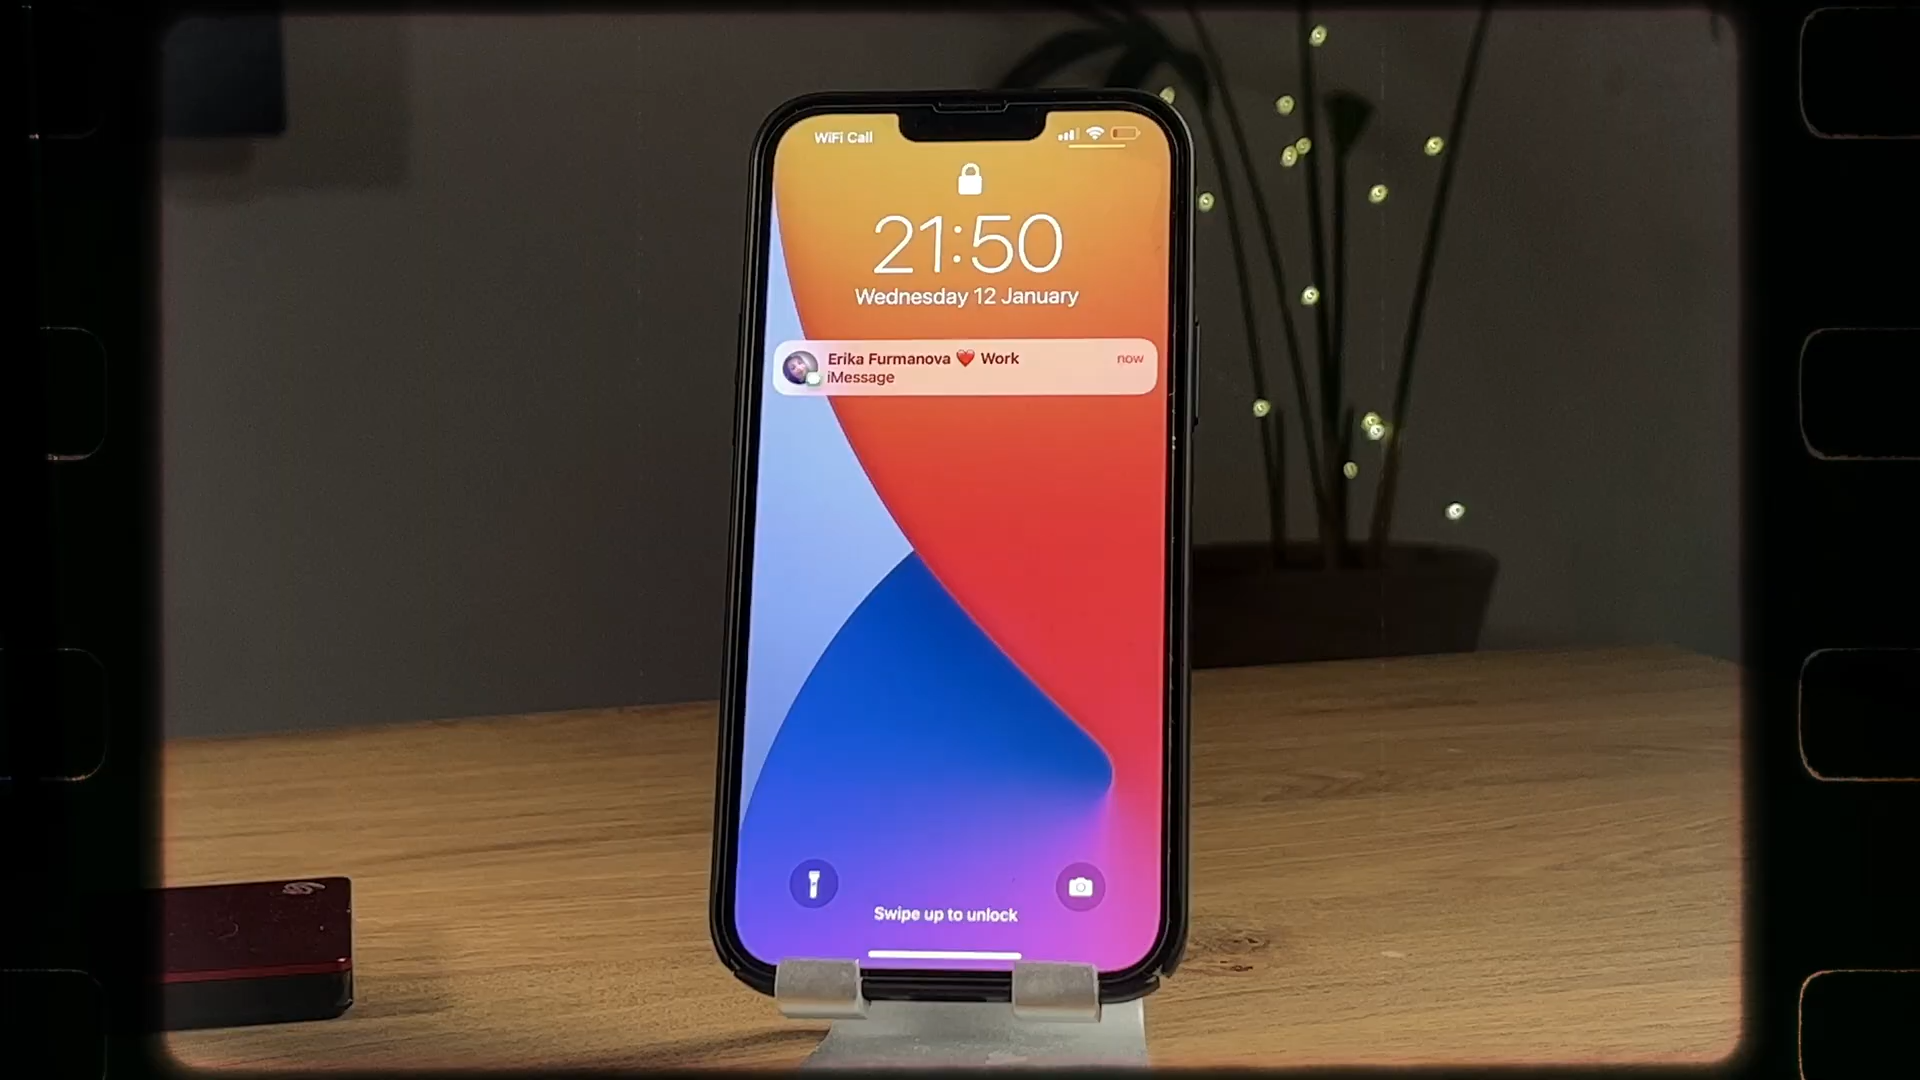 WiFi Call
21:50
Wednesday 12 January
Erika Furmanova ❤️ Work
now
iMessage
Swipe up to unlock